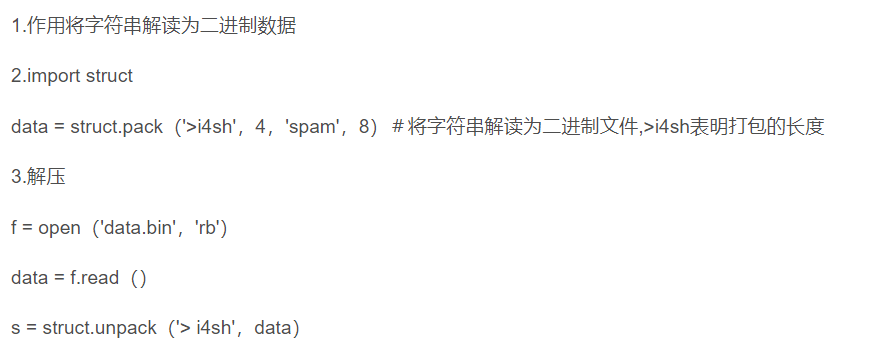 1.作用将字符串解读为二进制数据
2.import struct
data = struct.pack（'>i4sh'，4，'spam'，8）＃将字符串解读为二进制文件,>i4sh表明打包的长度
3.解压
f = open（'data.bin'，'rb'）
data = f.read（）
s = struct.unpack（'> i4sh'，data）